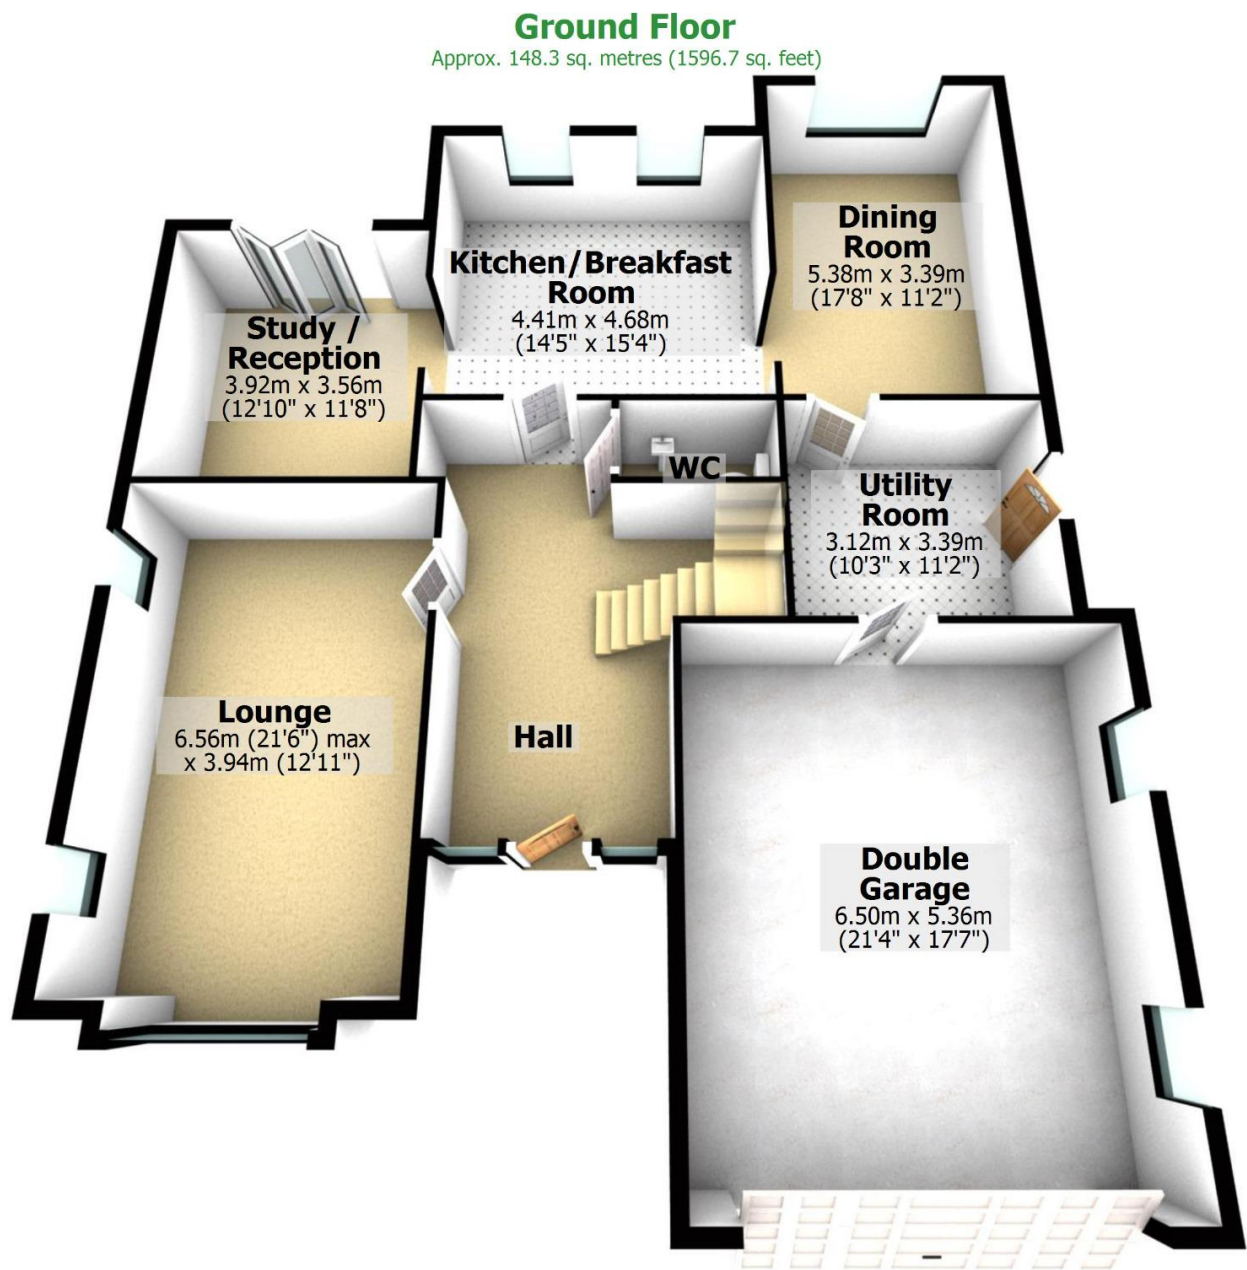 Ground Floor
Approx. 148.3 sq. metres (1596.7 sq. feet)
Dining
Room
5.38m x 3.39m
(17'8" x 11'2")
Kitchen/Breakfast
Room
4.41m x 4.68m
(14'5" x 15'4")
Study /
Reception
3.92m x 3.56m
(12'10" x 11'8")
WC
Utility
Room
3.12m x 3.39m
(10'3" x 11'2")
Lounge
6.56m (21'6") max
x 3.94m (12'11")
Hall
Double
Garage
6.50m x 5.36m
(21'4" x 17'7")